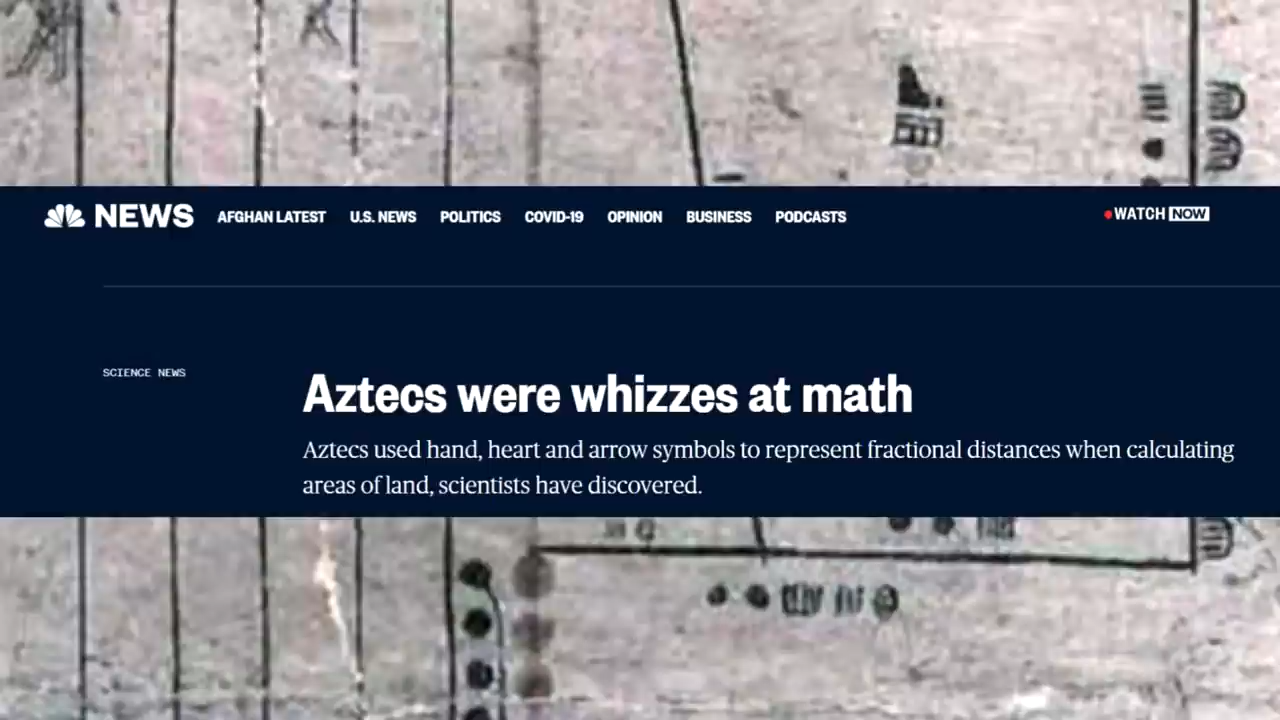 NEWS AFGHAN LATEST U.S. NEWS POLITICS COVID-19 OPINION BUSINESS PODCASTS WATCH NOW
SCIENCE NEWS
Aztecs were whizzes at math
Aztecs used hand, heart and arrow symbols to represent fractional distances when calculating
areas of land, scientists have discovered.